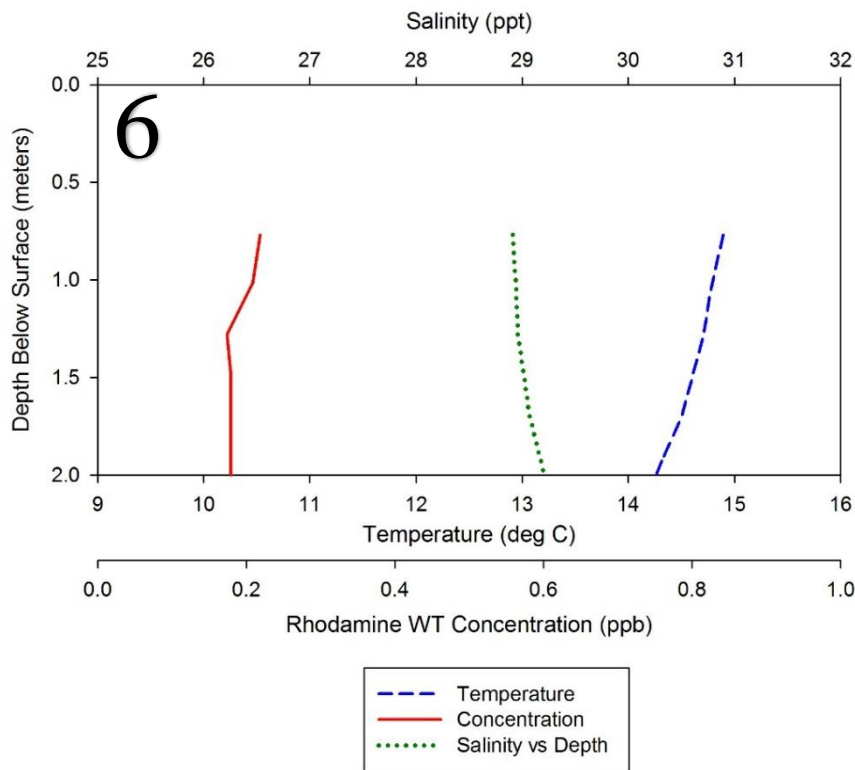 Salinity (ppt)
25 26 27 28 29 30 31 32
6
Depth Below Surface (meters)
0.0
0.5
1.0
1.5
2.0
9 10 11 12 13 14 15 16
Temperature (deg C)
0.0 0.2 0.4 0.6 0.8 1.0
Rhodamine WT Concentration (ppb)
Temperature
Concentration
Salinity vs Depth